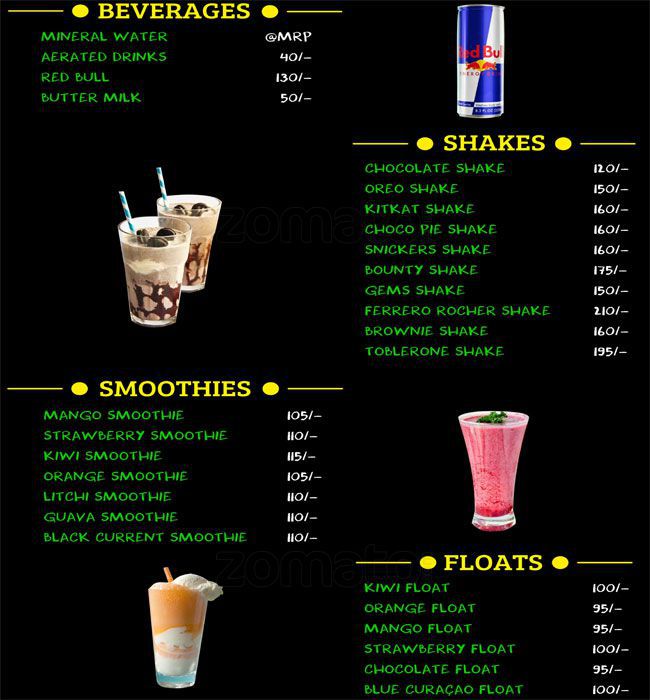 BEVERAGES
MINERAL WATER @MRP
AERATED DRINKS 40/-
RED BULL 130/-
BUTTER MILK 50/-
Red Bull
ENERGY DRINK
SHAKES
CHOCOLATE SHAKE 120/-
OREO SHAKE 150/-
KITKAT SHAKE 160/-
CHOCO PIE SHAKE 160/-
SNICKERS SHAKE 160/-
BOUNTY SHAKE 175/-
GEMS SHAKE 150/-
FERRERO ROCHER SHAKE 210/-
BROWNIE SHAKE 160/-
TOBLERONE SHAKE 195/-
zomato
SMOOTHIES
MANGO SMOOTHIE 105/-
STRAWBERRY SMOOTHIE 110/-
KIWI SMOOTHIE 115/-
ORANGE SMOOTHIE 105/-
LITCHI SMOOTHIE 110/-
GUAVA SMOOTHIE 110/-
BLACK CURRENT SMOOTHIE 110/-
zomato
FLOATS
KIWI FLOAT 100/-
ORANGE FLOAT 95/-
MANGO FLOAT 95/-
STRAWBERRY FLOAT 100/-
CHOCOLATE FLOAT 95/-
BLUE CURAÇAO FLOAT 100/-